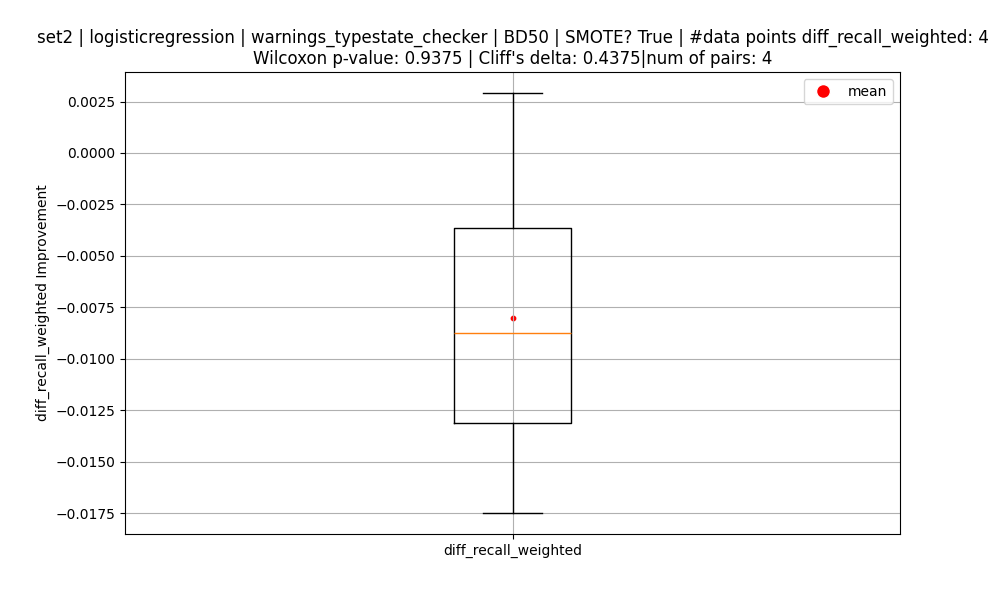 set2 | logisticregression | warnings_typestate_checker | BD50 | SMOTE? True | #data points diff_recall_weighted: 4
Wilcoxon p-value: 0.9375 | Cliff's delta: 0.4375|num of pairs: 4
mean
0.0025
0.0000
−0.0025
−0.0050
−0.0075
−0.0100
−0.0125
−0.0150
−0.0175
diff_recall_weighted Improvement
diff_recall_weighted